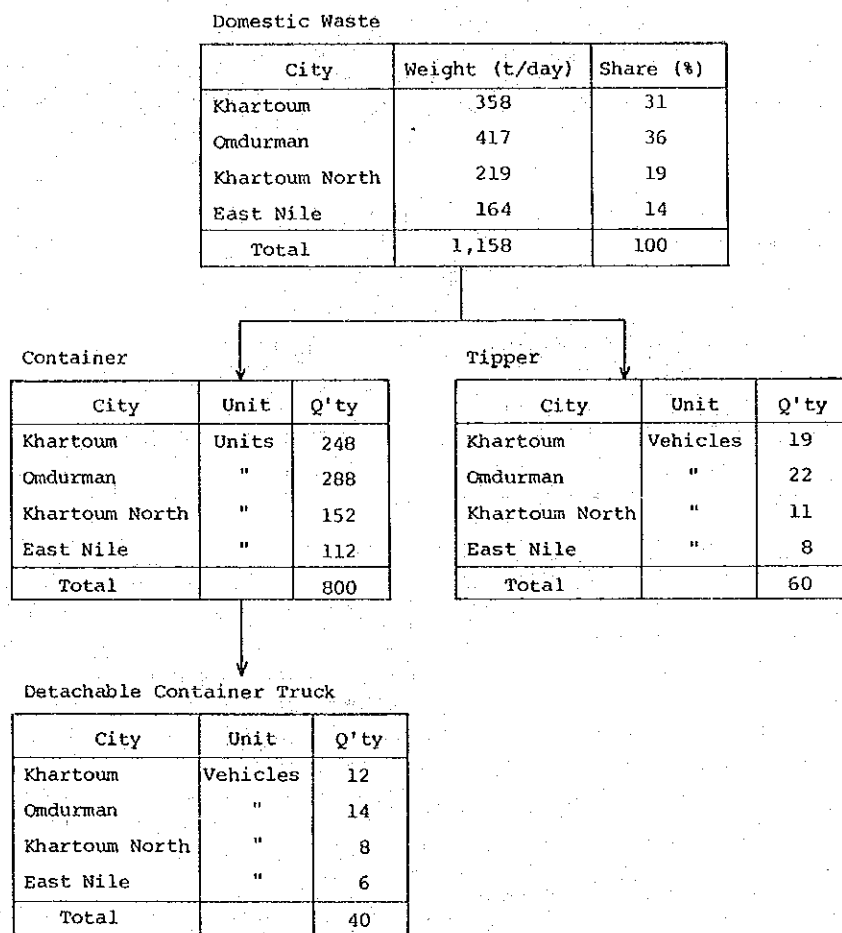 Domestic Waste
City Weight (t/day) Share (%)
Khartoum 358 31
Omdurman 417 36
Khartoum North 219 19
East Nile 164 14
Total 1,158 100
Container Tipper
City Unit Q'ty City Unit Q'ty
Khartoum Units 248 Khartoum Vehicles 19
Omdurman " 288 Omdurman " 22
Khartoum North " 152 Khartoum North " 11
East Nile " 112 East Nile " 8
Total 800 Total 60
Detachable Container Truck
City Unit Q'ty
Khartoum Vehicles 12
Omdurman " 14
Khartoum North " 8
East Nile " 6
Total 40